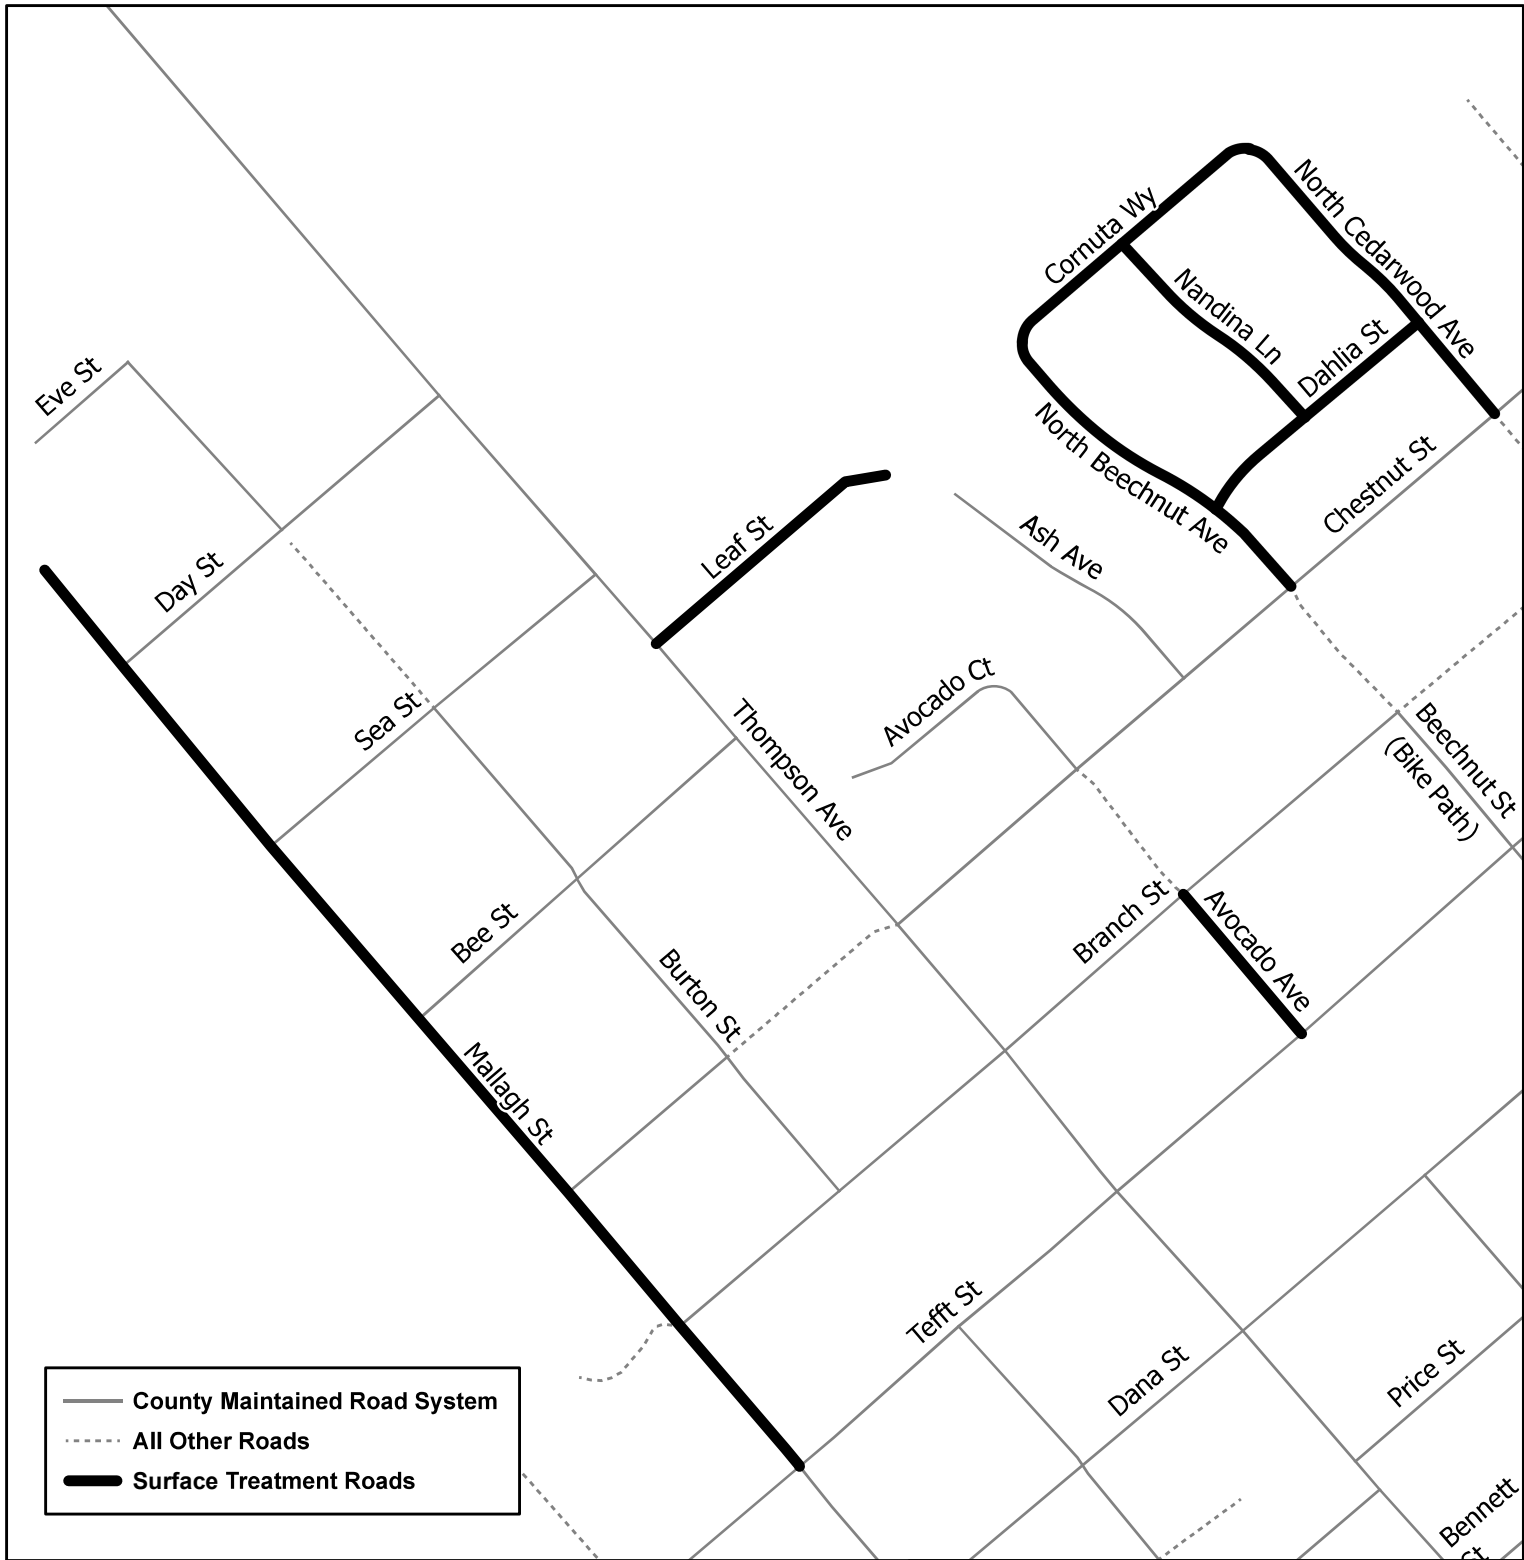 North Cedarwood Ave
Cornuta Wy
Nandina Ln
Dahlia St
Eve St
North Beechnut Ave
Chestnut St
Leaf St
Ash Ave
Day St
Sea St
Avocado Ct
Thompson Ave
Beechnut St
(Bike Path)
Branch St
Avocado Ave
Bee St
Burton St
Mallagh St
Tefft St
Dana St
Price St
Bennett
St
County Maintained Road System
All Other Roads
Surface Treatment Roads